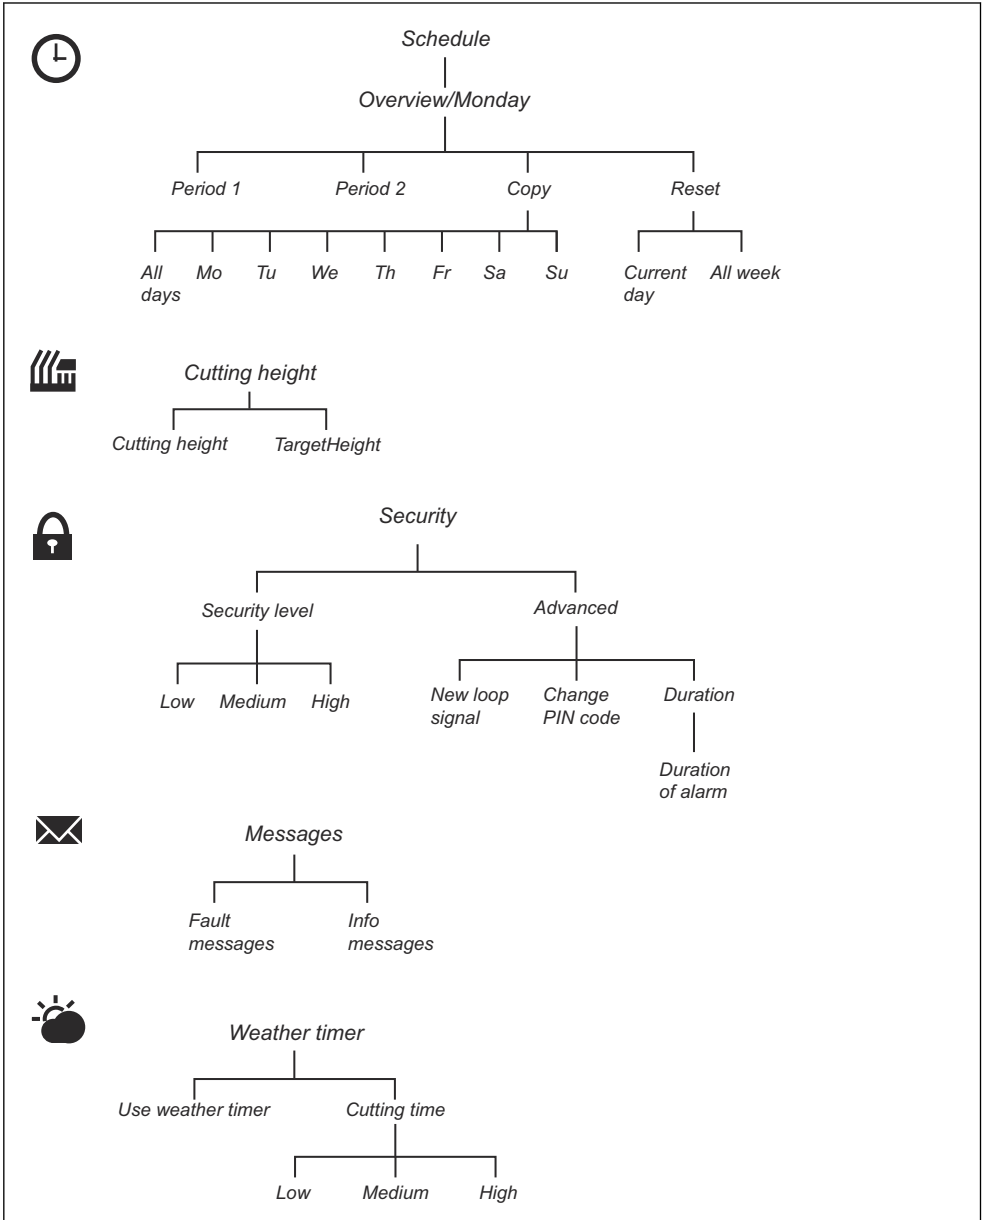 Schedule
Overview/Monday
Period 1 Period 2 Copy Reset
All Mo Tu We Th Fr Sa Su Current All week
days day
Cutting height
Cutting height TargetHeight
Security
Security level Advanced
Low Medium High New loop Change Duration
signal PIN code
Duration
of alarm
Messages
Fault Info
messages messages
Weather timer
Use weather timer Cutting time
Low Medium High